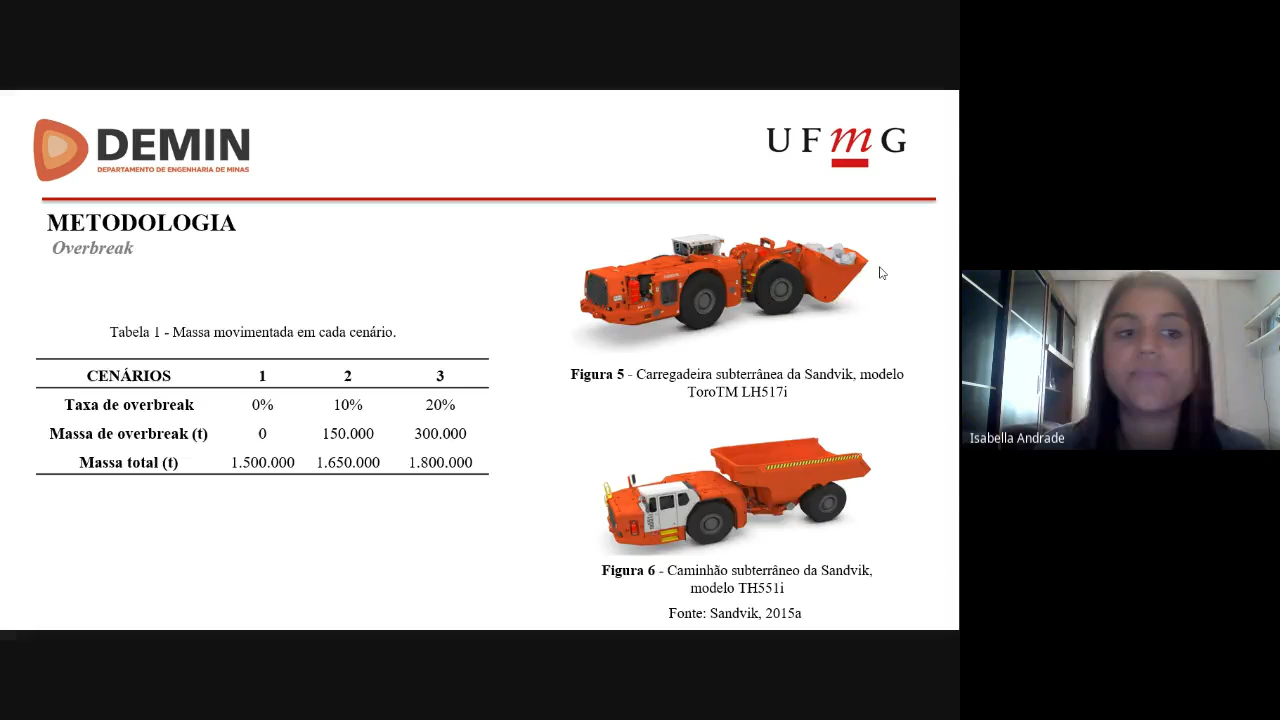 DEMIN
DEPARTAMENTO DE ENGENHARIA DE MINAS
UFmG
METODOLOGIA
Overbreak
Tabela 1 - Massa movimentada em cada cenário.
CENÁRIOS 1 2 3
Taxa de overbreak 0% 10% 20%
Massa de overbreak (t) 0 150.000 300.000
Massa total (t) 1.500.000 1.650.000 1.800.000
Figura 5 - Carregadeira subterrânea da Sandvik, modelo
ToroTM LH517i
Figura 6 - Caminhão subterrâneo da Sandvik,
modelo TH551i
Fonte: Sandvik, 2015a
Isabella Andrade